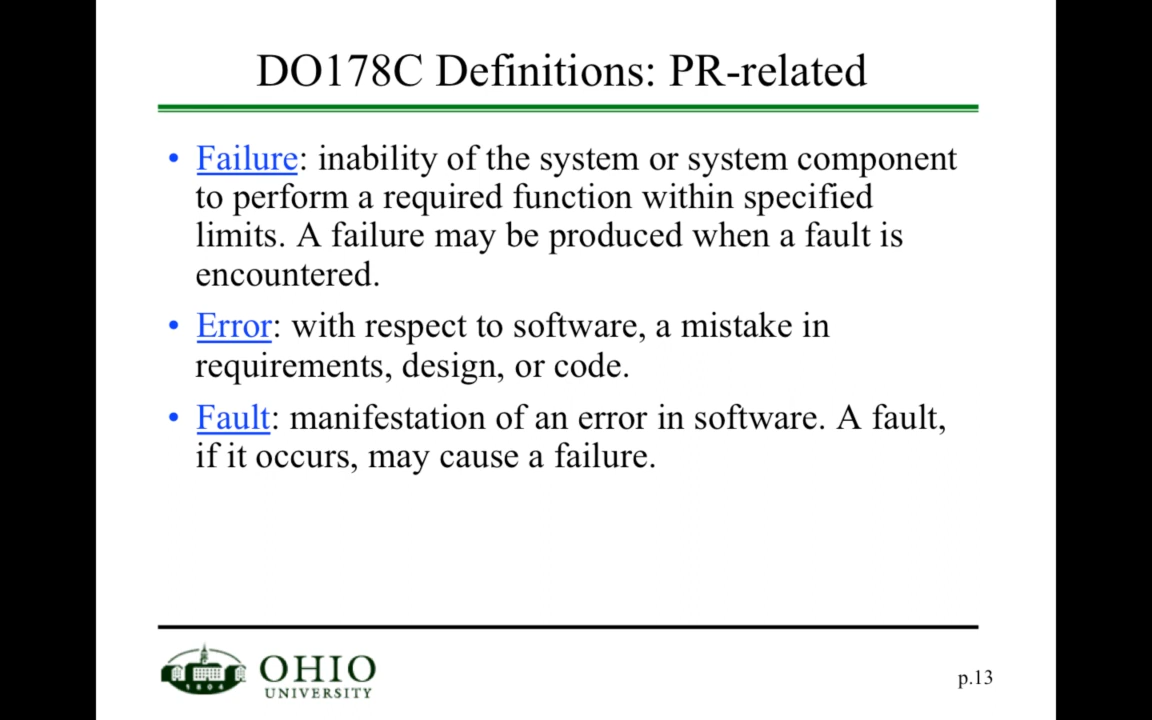 DO178C Definitions: PR-related
• Failure: inability of the system or system component
to perform a required function within specified
limits. A failure may be produced when a fault is
encountered.
• Error: with respect to software, a mistake in
requirements, design, or code.
• Fault: manifestation of an error in software. A fault,
if it occurs, may cause a failure.
1804
OHIO
UNIVERSITY
p.13